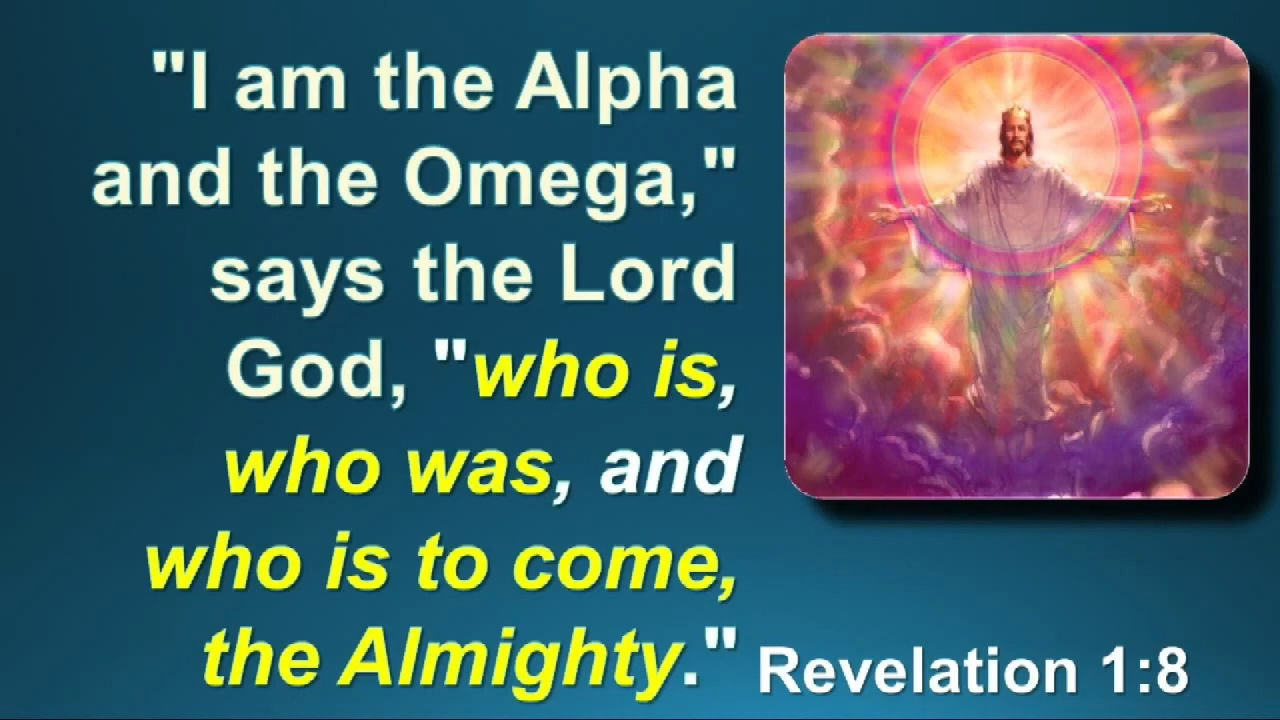 "I am the Alpha
and the Omega,"
says the Lord
God, "who is,
who was, and
who is to come,
the Almighty."
Revelation 1:8